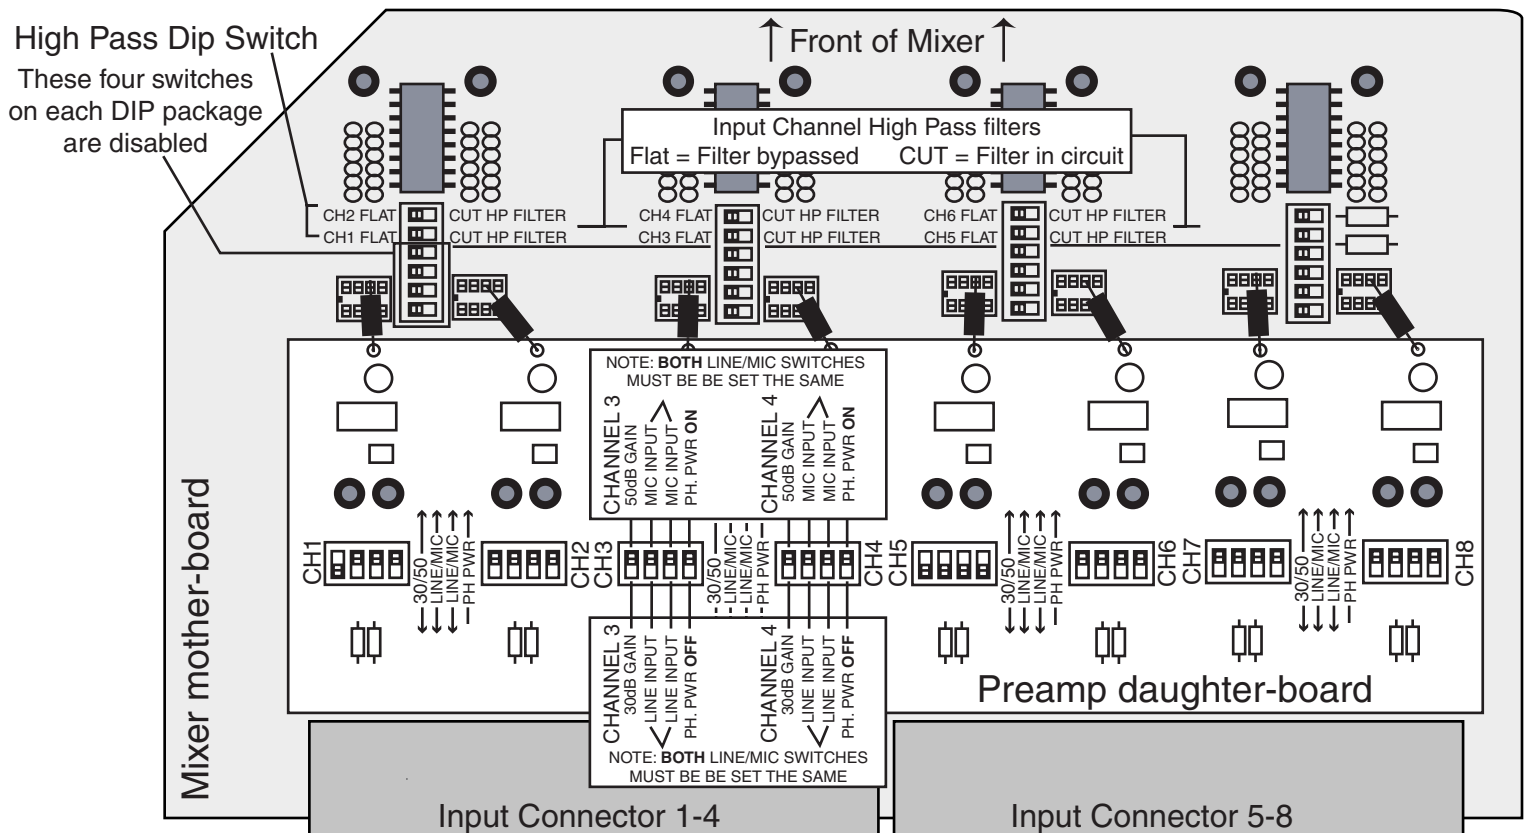 High Pass Dip Switch
These four switches
on each DIP package
are disabled
Front of Mixer
Input Channel High Pass filters
Flat = Filter bypassed CUT = Filter in circuit
CH2 FLAT CUT HP FILTER CH4 FLAT CUT HP FILTER CH6 FLAT CUT HP FILTER
CH1 FLAT CUT HP FILTER CH3 FLAT CUT HP FILTER CH5 FLAT CUT HP FILTER
NOTE: BOTH LINE/MIC SWITCHES
MUST BE BE SET THE SAME
CHANNEL 3
50dB GAIN
MIC INPUT
MIC INPUT
PH. PWR ON
CHANNEL 4
50dB GAIN
MIC INPUT
MIC INPUT
PH. PWR ON
CH1
30/50
LINE/MIC
LINE/MIC
PH PWR
CH2
CH3
30/50
LINE/MIC
LINE/MIC
PH PWR
CH4
CH5
30/50
LINE/MIC
LINE/MIC
PH PWR
CH6
CH7
30/50
LINE/MIC
LINE/MIC
PH PWR
CH8
CHANNEL 3
30dB GAIN
LINE INPUT
LINE INPUT
PH. PWR OFF
CHANNEL 4
30dB GAIN
LINE INPUT
LINE INPUT
PH. PWR OFF
NOTE: BOTH LINE/MIC SWITCHES
MUST BE BE SET THE SAME
Preamp daughter-board
Mixer mother-board
Input Connector 1-4
Input Connector 5-8